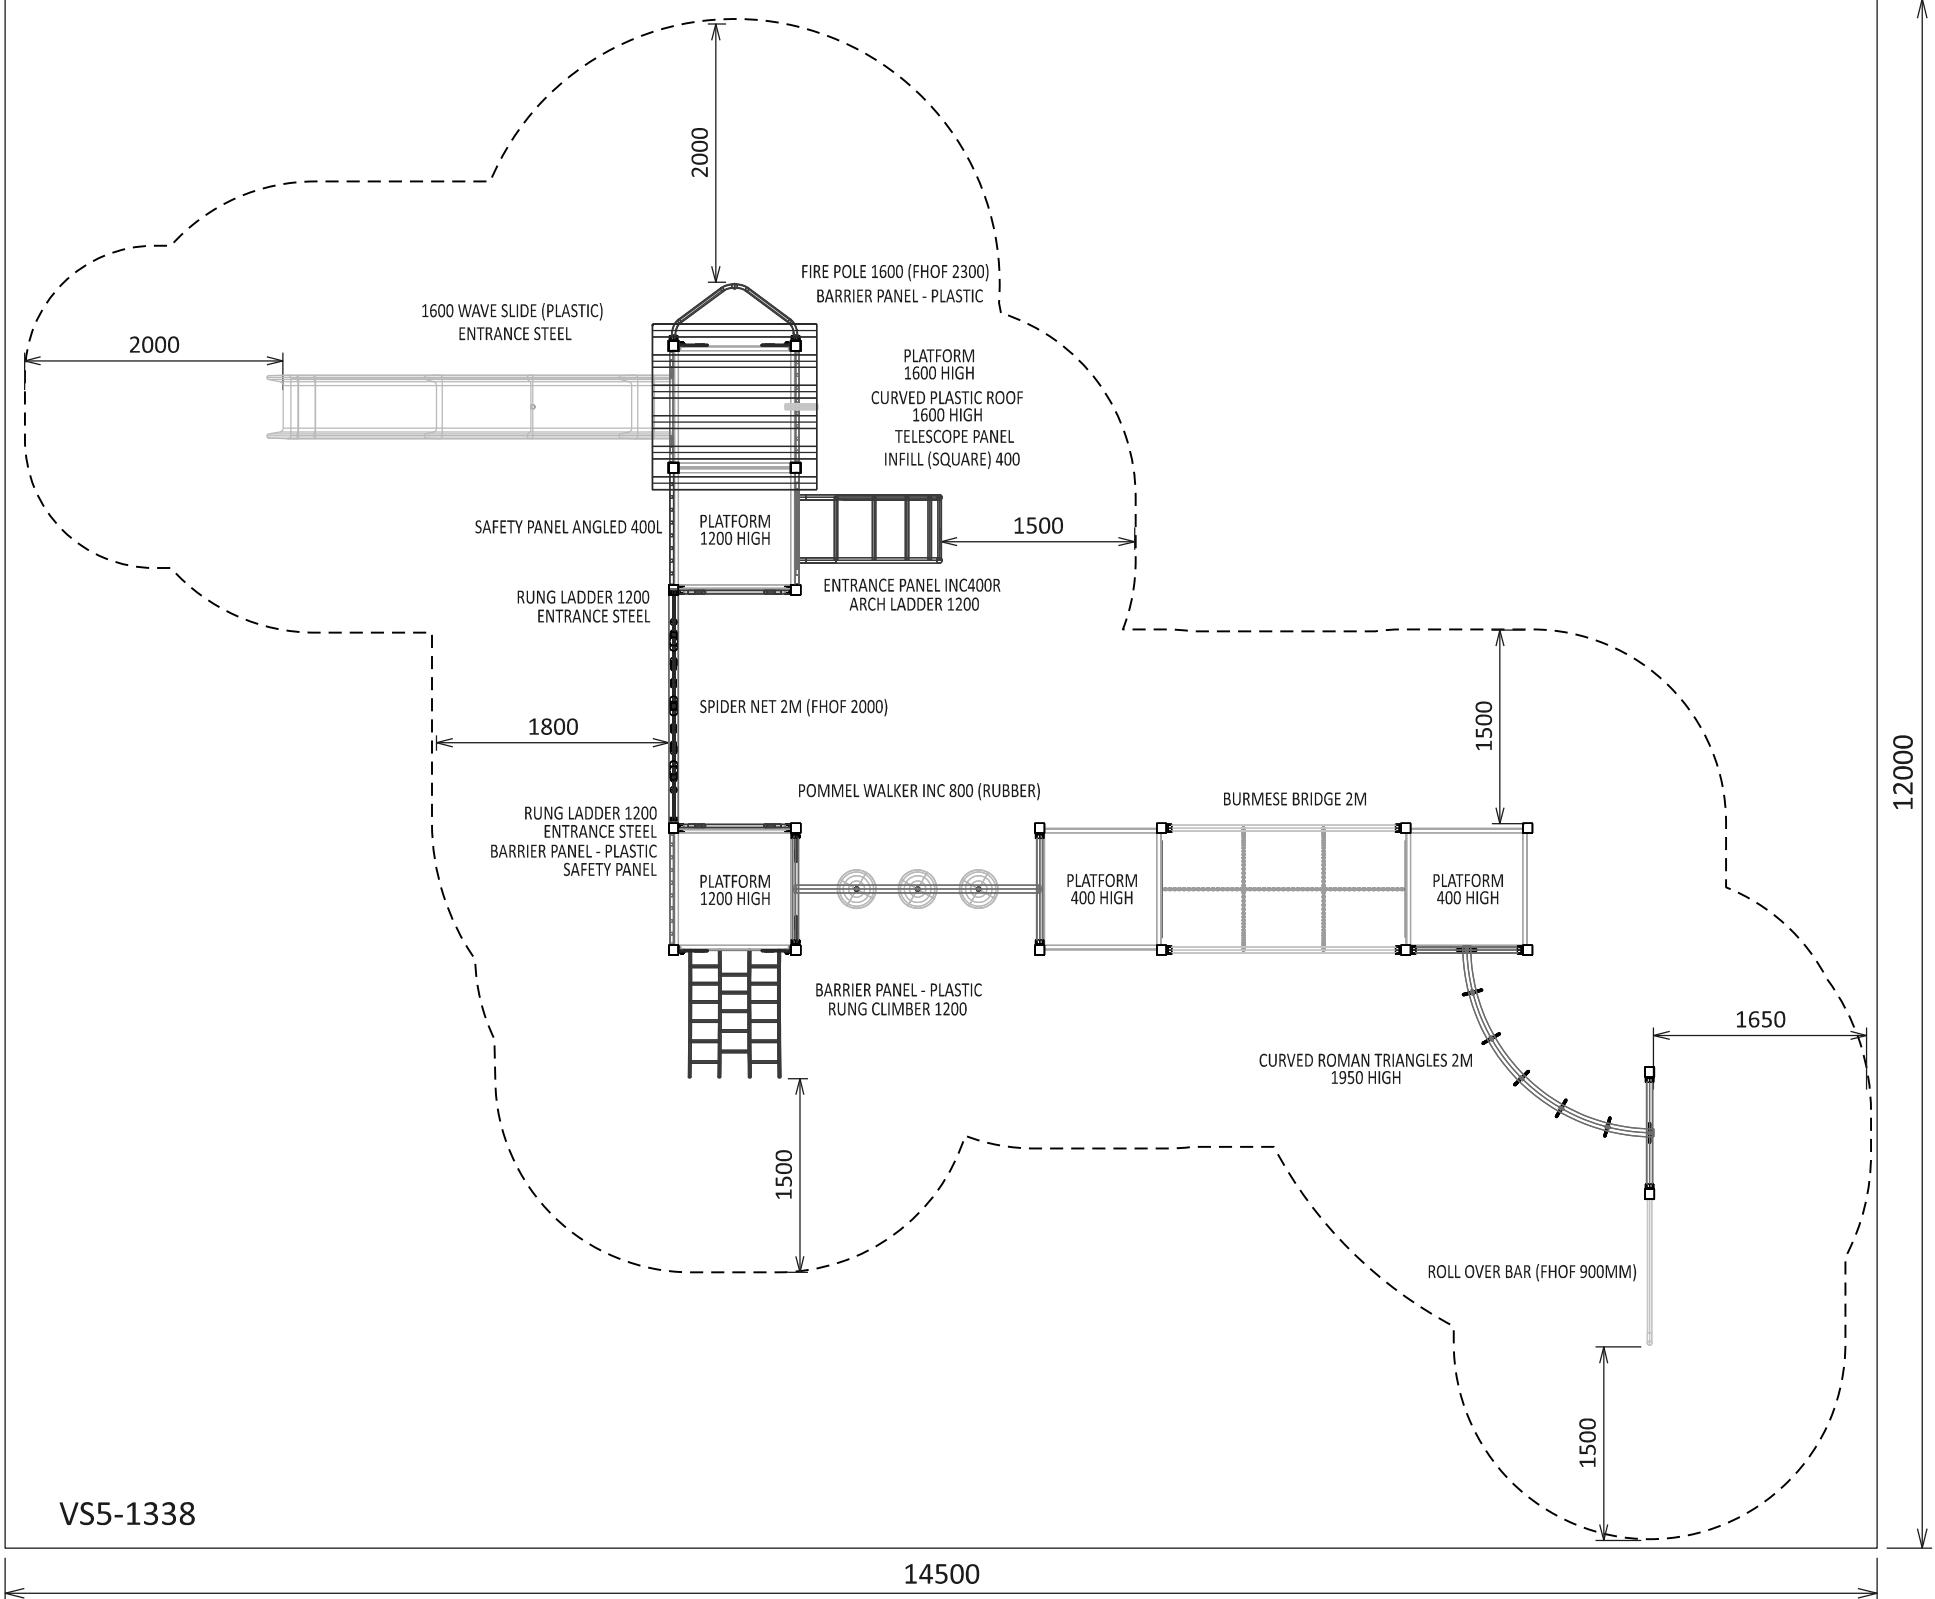 2000
FIRE POLE 1600 (FHOF 2300)
BARRIER PANEL - PLASTIC
1600 WAVE SLIDE (PLASTIC)
ENTRANCE STEEL
2000
PLATFORM
1600 HIGH
CURVED PLASTIC ROOF
1600 HIGH
TELESCOPE PANEL
INFILL (SQUARE) 400
SAFETY PANEL ANGLED 400L
PLATFORM
1200 HIGH
1500
ENTRANCE PANEL INC400R
ARCH LADDER 1200
RUNG LADDER 1200
ENTRANCE STEEL
SPIDER NET 2M (FHOF 2000)
1800
1500
12000
POMMEL WALKER INC 800 (RUBBER)
BURMESE BRIDGE 2M
RUNG LADDER 1200
ENTRANCE STEEL
BARRIER PANEL - PLASTIC
SAFETY PANEL
PLATFORM
1200 HIGH
PLATFORM
400 HIGH
PLATFORM
400 HIGH
BARRIER PANEL - PLASTIC
RUNG CLIMBER 1200
1650
CURVED ROMAN TRIANGLES 2M
1950 HIGH
1500
ROLL OVER BAR (FHOF 900MM)
1500
VS5-1338
14500